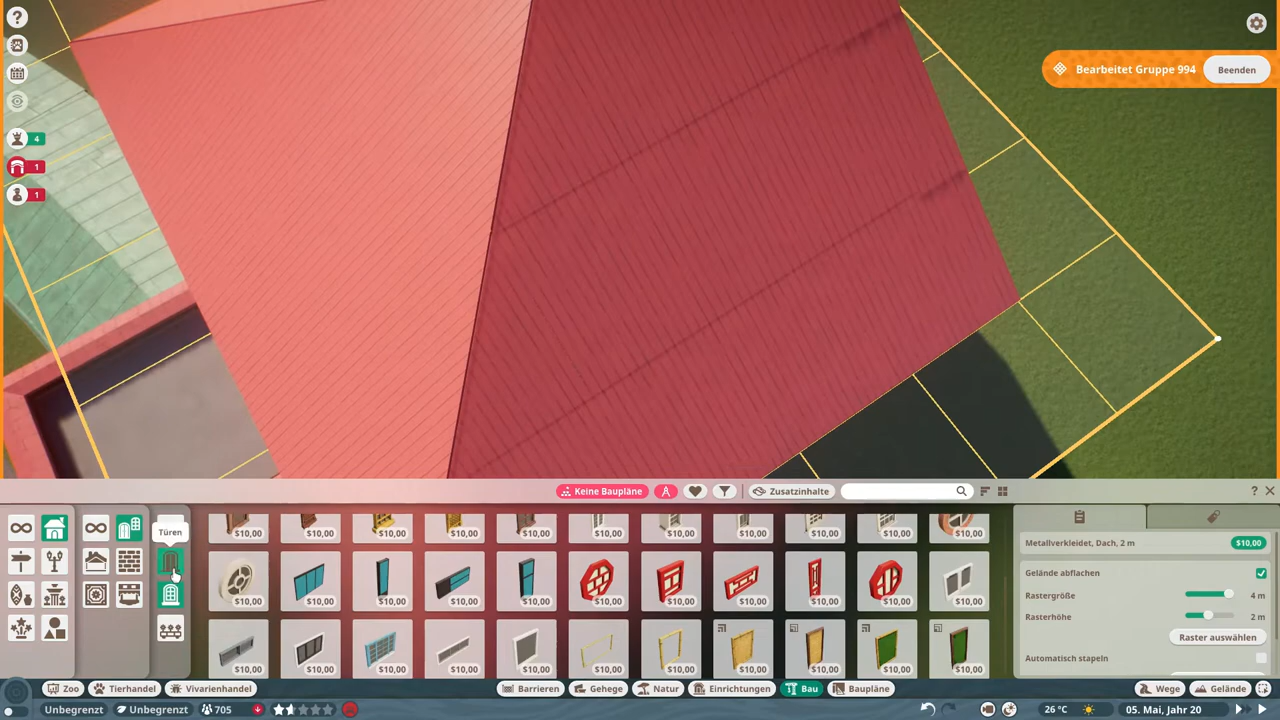 Bearbeitet Gruppe 994
Beenden
4
1
1
Keine Baupläne
Zusatzinhalte
Türen
$10,00 $10,00 $10,00 $10,00 $10,00 $10,00 $10,00 $10,00 $10,00 $10,00 $10,00
$10,00 $10,00 $10,00 $10,00 $10,00 $10,00 $10,00 $10,00 $10,00 $10,00 $10,00
$10,00 $10,00 $10,00 $10,00 $10,00 $10,00 $10,00 $10,00 $10,00 $10,00 $10,00
Metallverkleidet, Dach, 2 m $10,00
Gelände abflachen
Rastergröße 4 m
Rasterhöhe 2 m
Raster auswählen
Automatisch stapeln
Zoo Tierhandel Vivarienhandel Barrieren Gehege Natur Einrichtungen Bau Baupläne Wege Gelände
Unbegrenzt Unbegrenzt 705 26 °C 05. Mai, Jahr 20